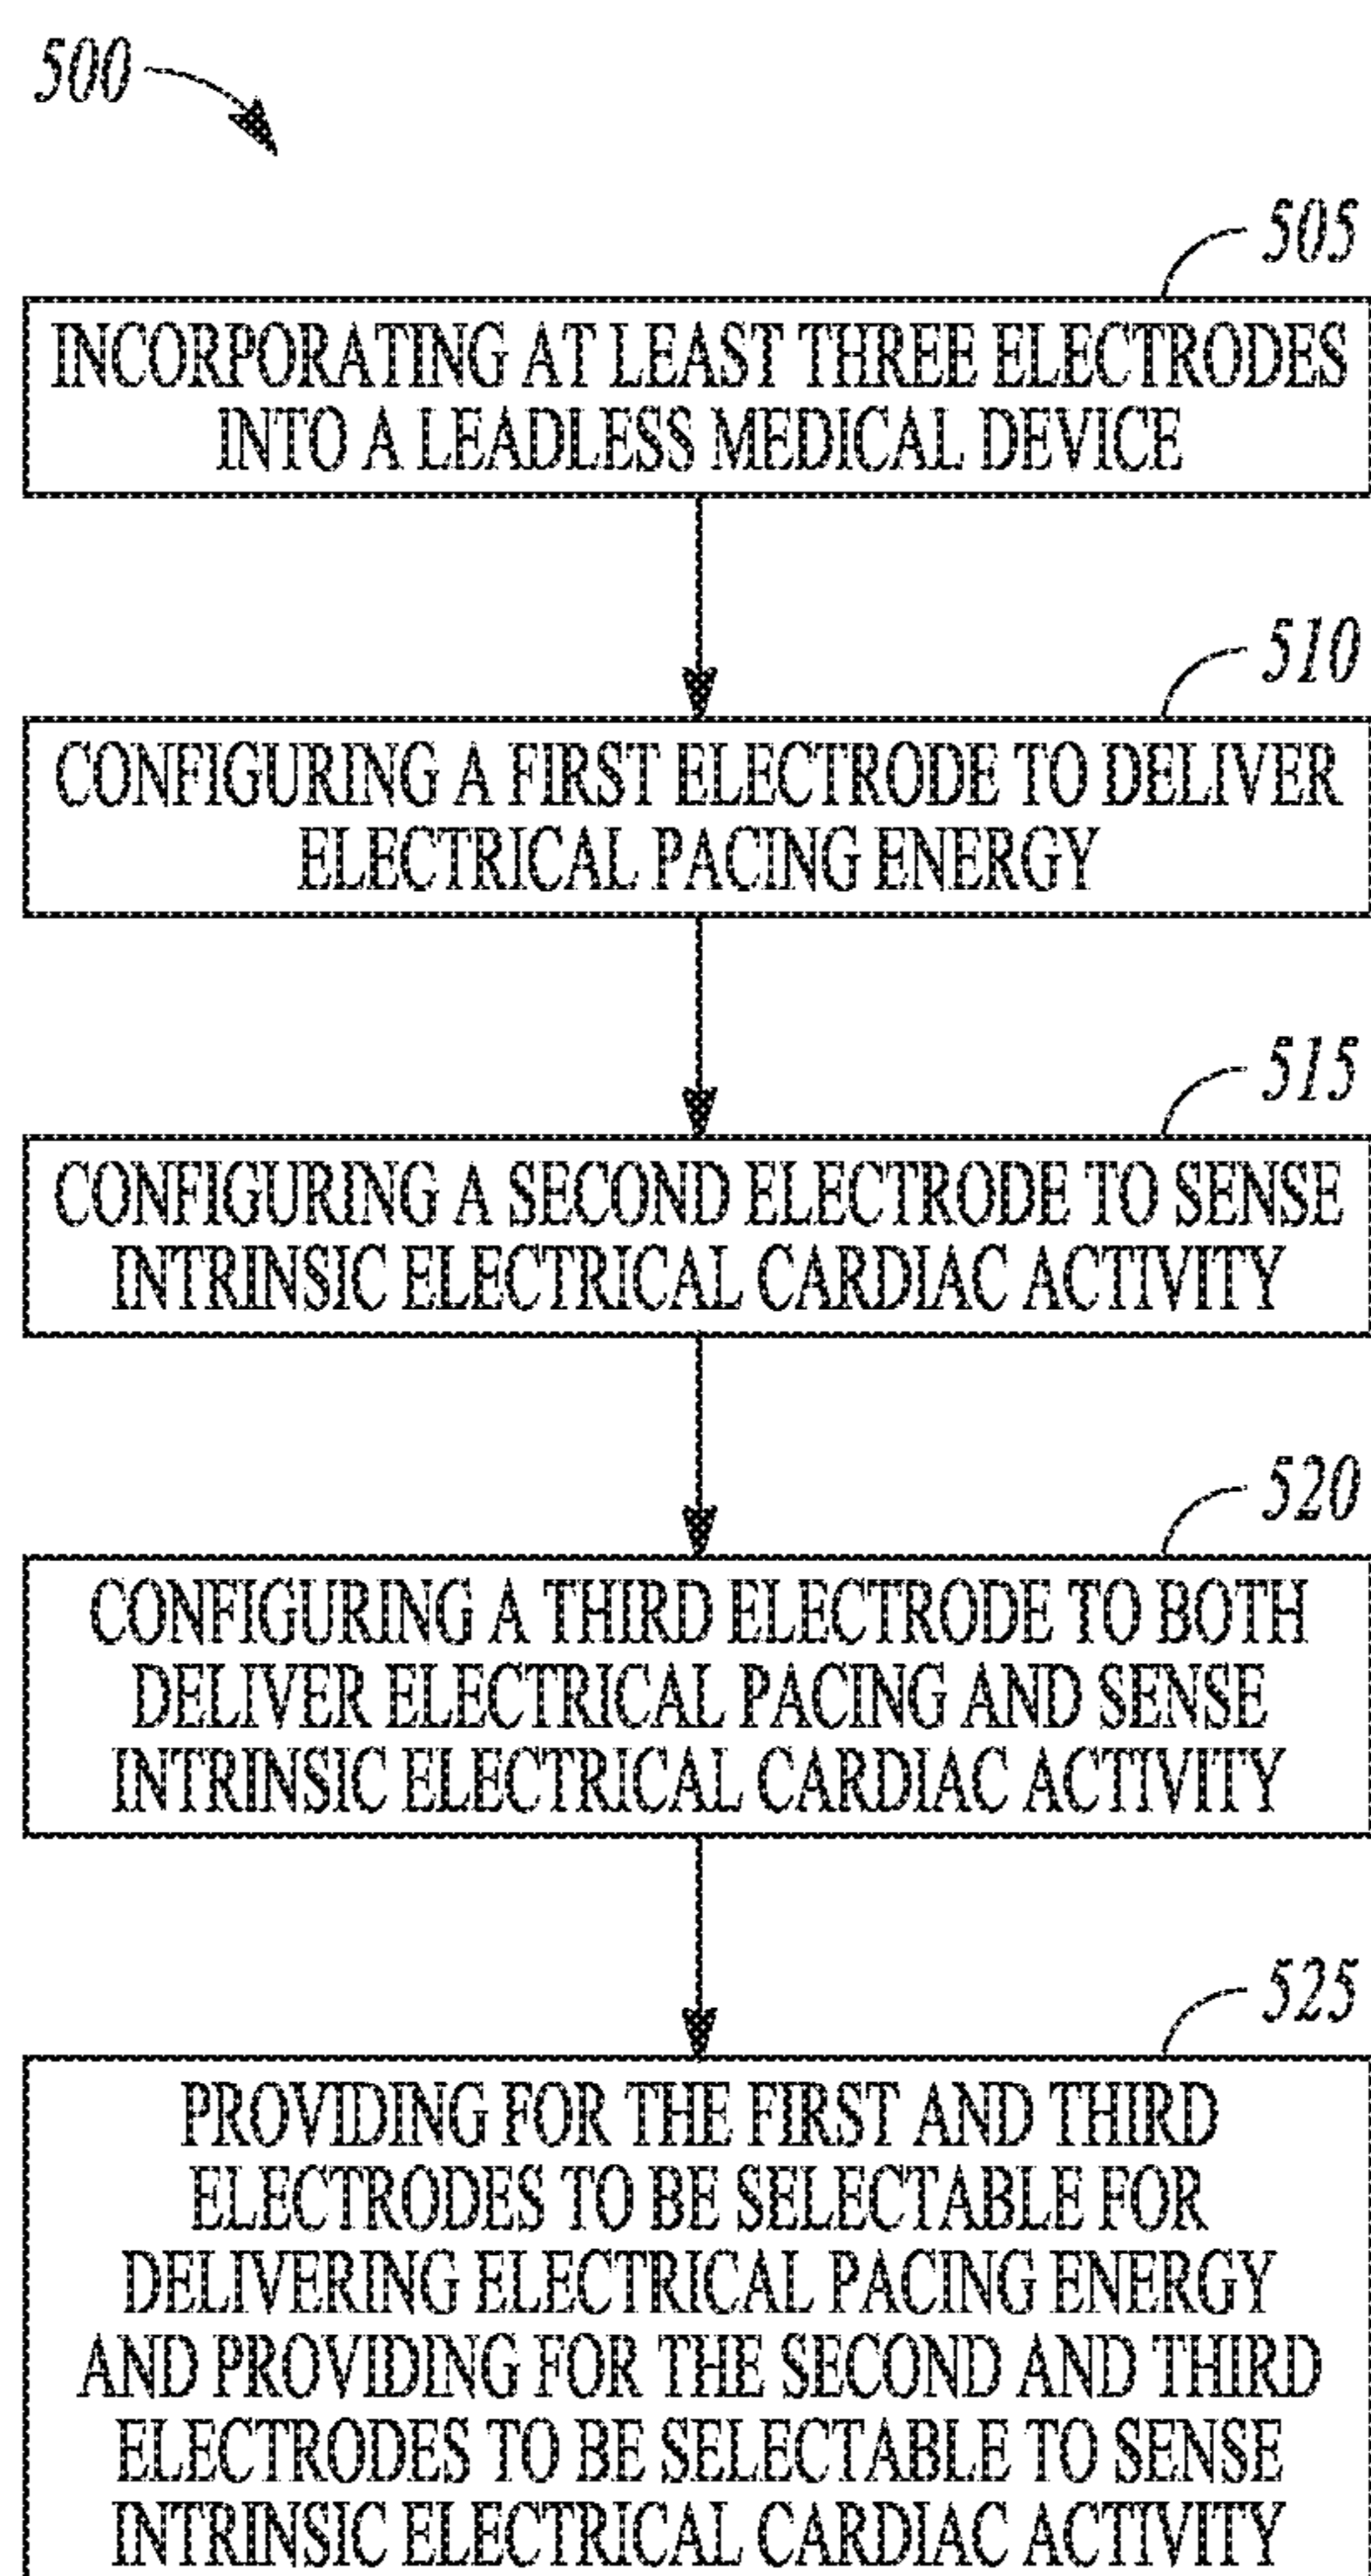 500
505
INCORPORATING AT LEAST THREE ELECTRODES
INTO A LEADLESS MEDICAL DEVICE
510
CONFIGURING A FIRST ELECTRODE TO DELIVER
ELECTRICAL PACING ENERGY
515
CONFIGURING A SECOND ELECTRODE TO SENSE
INTRINSIC ELECTRICAL CARDIAC ACTIVITY
520
CONFIGURING A THIRD ELECTRODE TO BOTH
DELIVER ELECTRICAL PACING AND SENSE
INTRINSIC ELECTRICAL CARDIAC ACTIVITY
525
PROVIDING FOR THE FIRST AND THIRD
ELECTRODES TO BE SELECTABLE FOR
DELIVERING ELECTRICAL PACING ENERGY
AND PROVIDING FOR THE SECOND AND THIRD
ELECTRODES TO BE SELECTABLE TO SENSE
INTRINSIC ELECTRICAL CARDIAC ACTIVITY